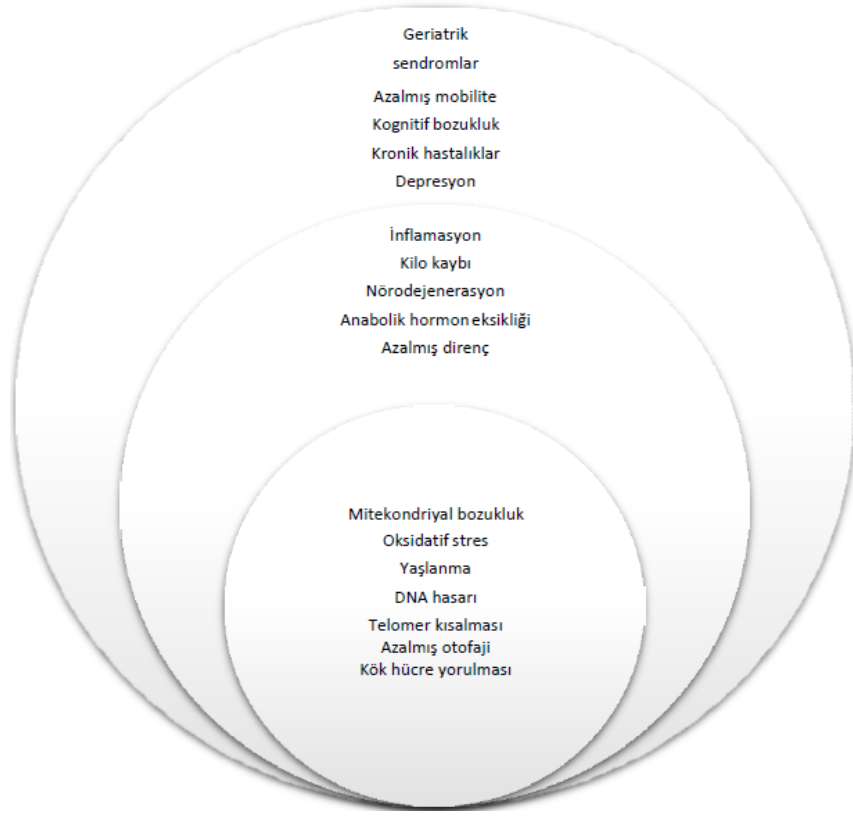 Geriatrik
sendromlar
Azalmış mobilite
Kognitif bozukluk
Kronik hastalıklar
Depresyon
İnflamasyon
Kilo kaybı
Nörodejenerasyon
Anabolik hormon eksikliği
Azalmış direnç
Mitekondriyal bozukluk
Oksidatif stres
Yaşlanma
DNA hasarı
Telomer kısalması
Azalmış otofaji
Kök hücre yorulması